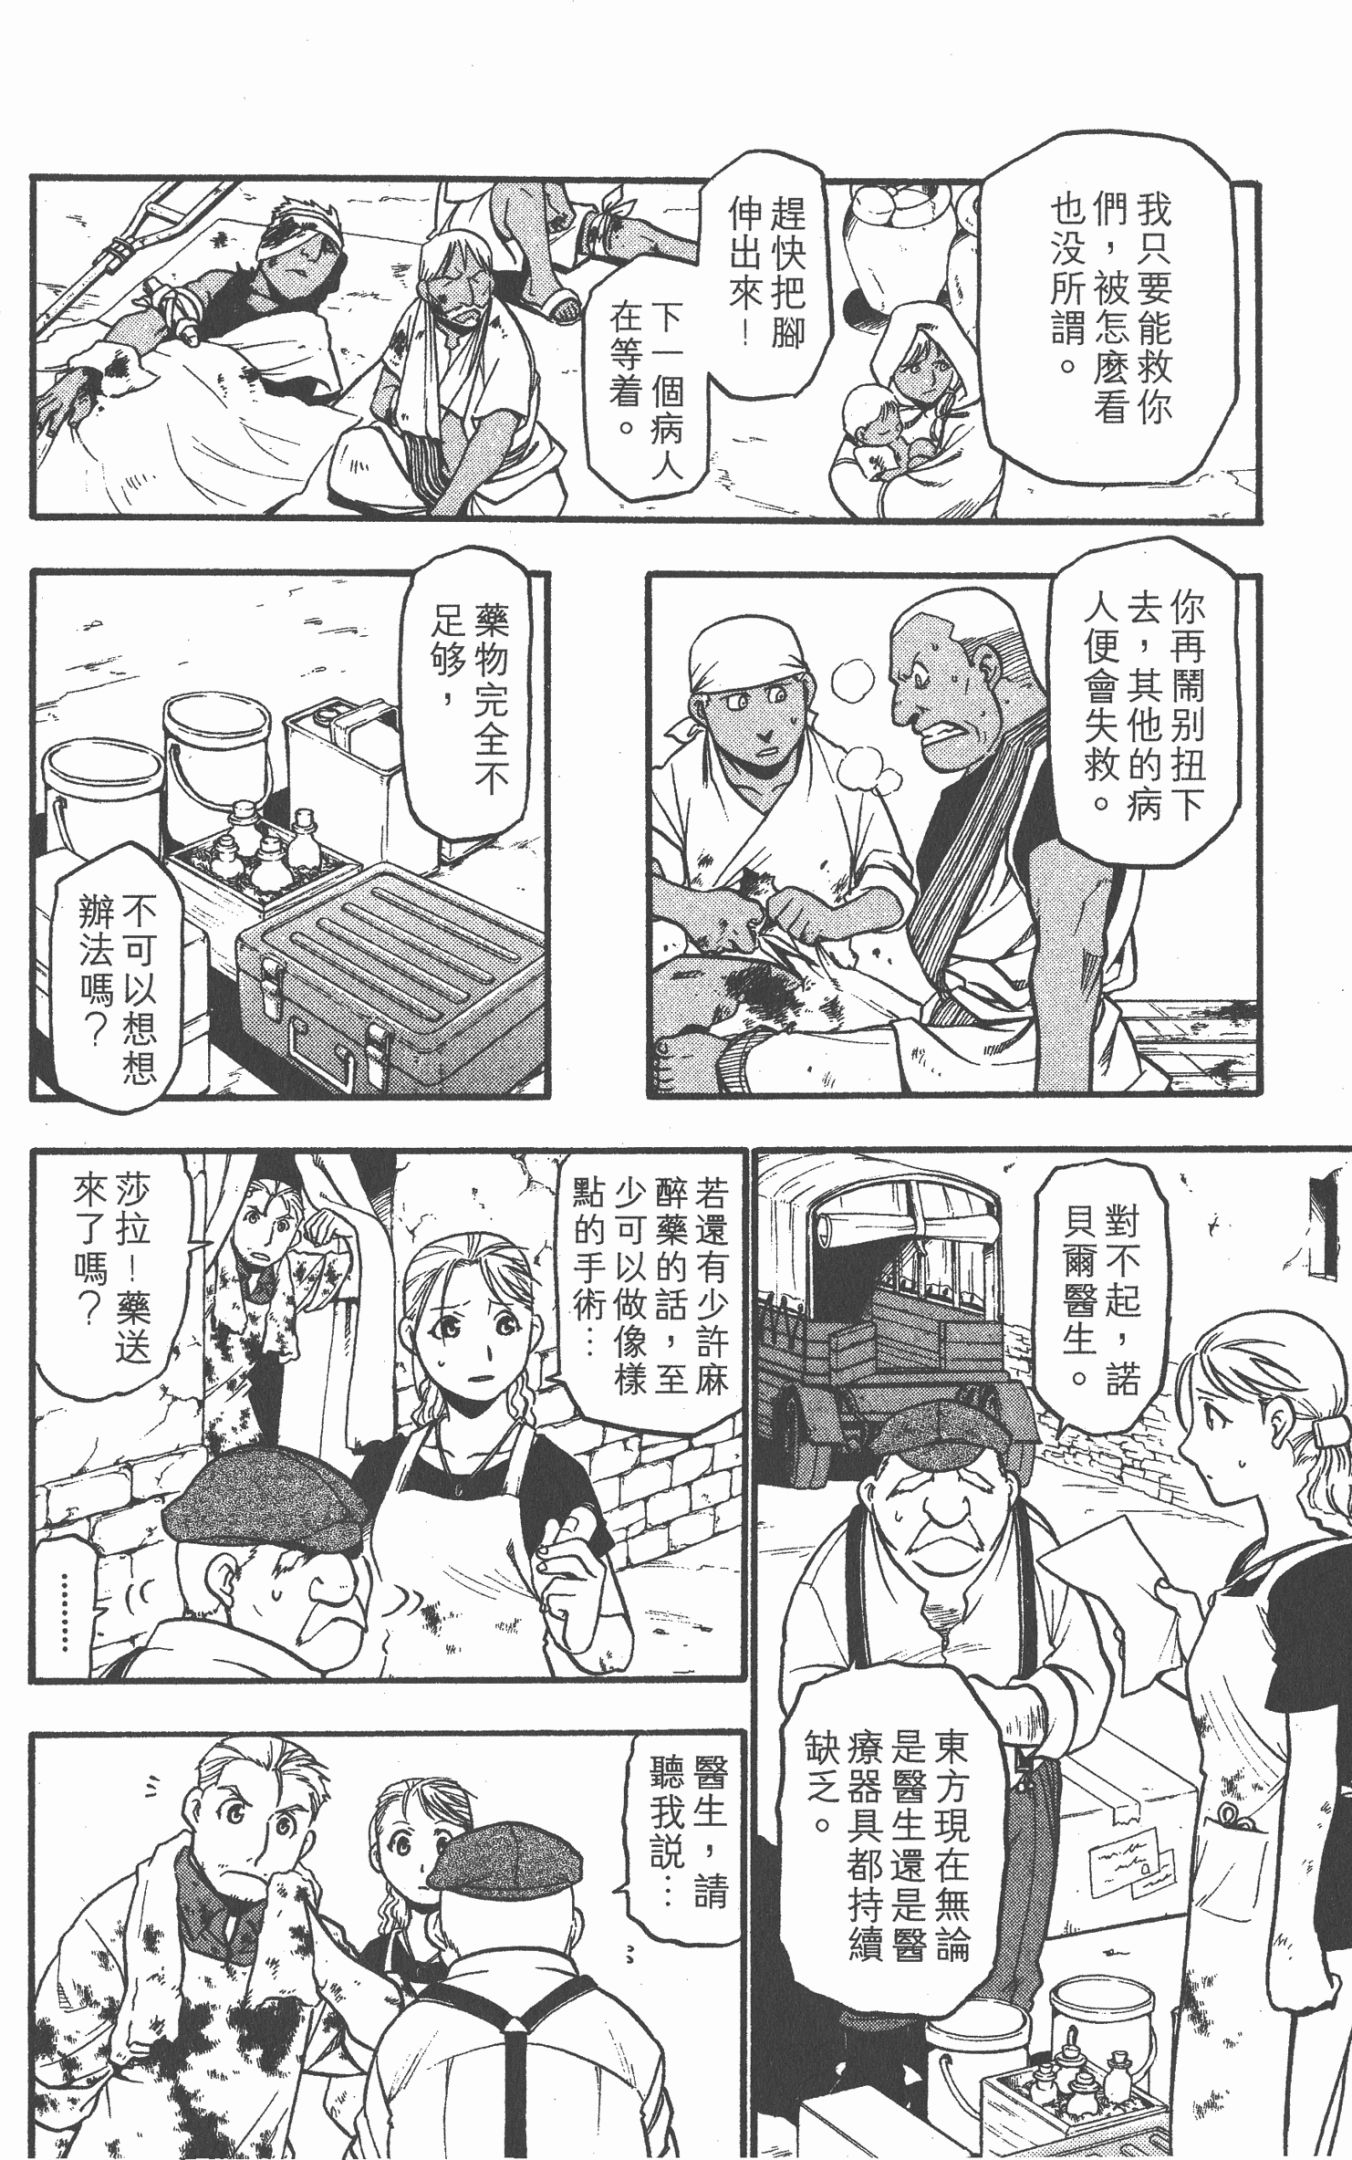 我只要能救你
們，被怎麼看
也没所謂。
趕快把腳
伸出來！
下一個病人
在等着。
你再鬧别扭下
去，其他的病
人便會失救。
藥物完全不
足够，
不可以想想
辦法嗎？
對不起，諾
貝爾醫生。
東方現在無論
是醫生還是醫
療器具都持續
缺乏。
若還有少許麻
醉藥的話，至
少可以做像樣
點的手術…
莎拉！藥送
來了嗎？
………
醫生，請
聽我説…